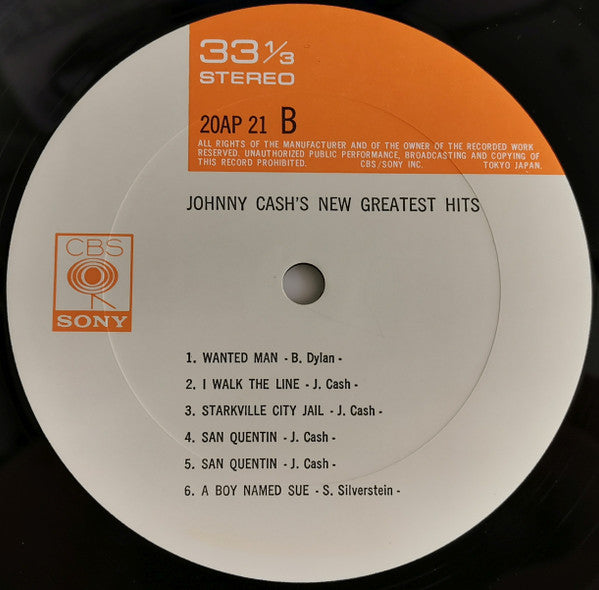 33 1/3
STEREO
20AP 21 B
ALL RIGHTS OF THE MANUFACTURER AND OF THE OWNER OF THE RECORDED WORK
RESERVED. UNAUTHORIZED PUBLIC PERFORMANCE, BROADCASTING AND COPYING OF
THIS RECORD PROHIBITED. CBS/SONY INC. TOKYO JAPAN.
JOHNNY CASH'S NEW GREATEST HITS
CBS
SONY
1. WANTED MAN - B. Dylan -
2. I WALK THE LINE - J. Cash -
3. STARKVILLE CITY JAIL - J. Cash -
4. SAN QUENTIN - J. Cash -
5. SAN QUENTIN - J. Cash -
6. A BOY NAMED SUE - S. Silverstein -